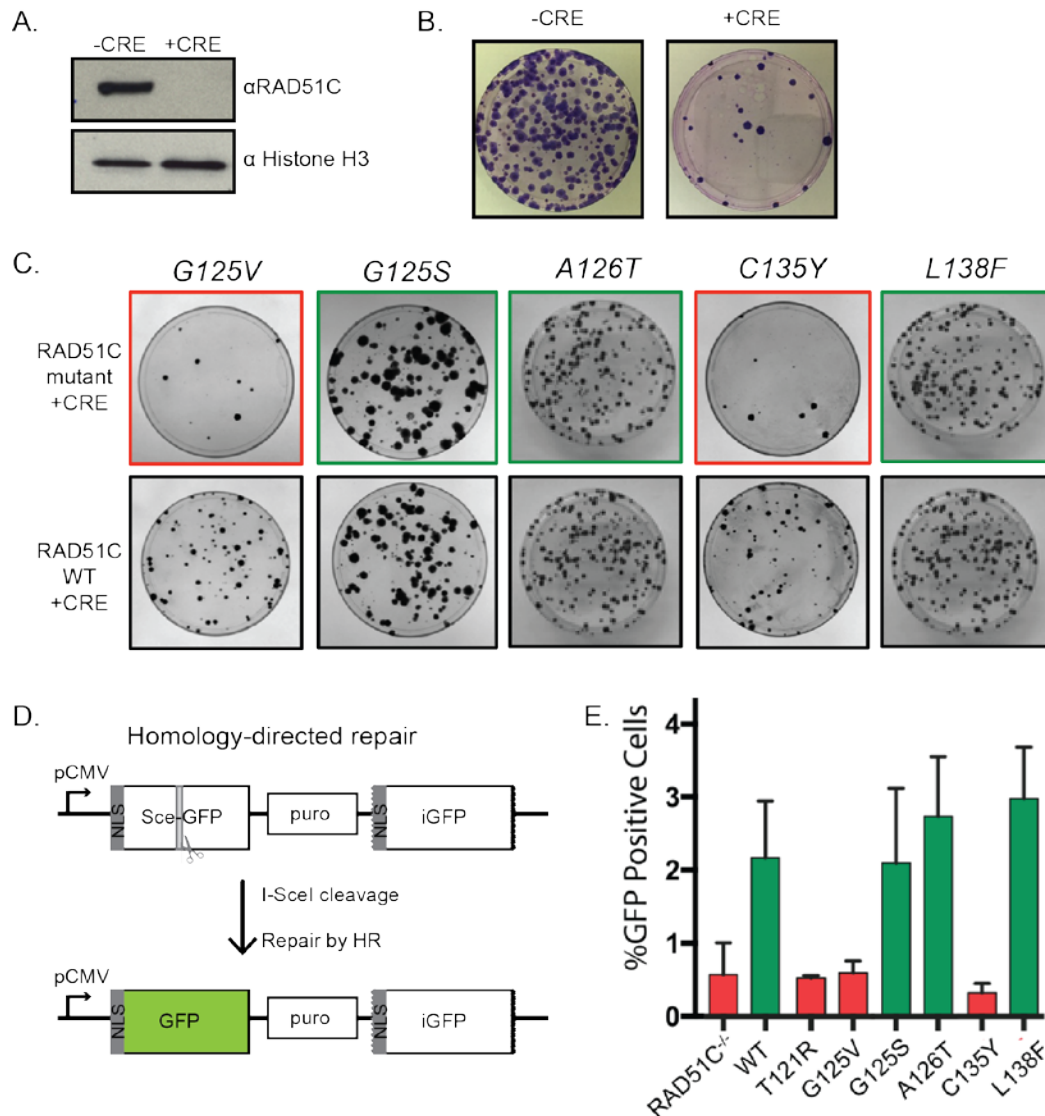 A.
-CRE +CRE
αRAD51C
α Histone H3
B.
-CRE +CRE
C.
G125V G125S A126T C135Y L138F
RAD51C
mutant
+CRE
RAD51C
WT
+CRE
D.
Homology-directed repair
pCMV
NLS Sce-GFP puro NLS iGFP
I-SceI cleavage
Repair by HR
pCMV
NLS GFP puro NLS iGFP
E.
%GFP Positive Cells
4
3
2
1
0
RAD51C-/- WT T121R G125V G125S A126T C135Y L138F